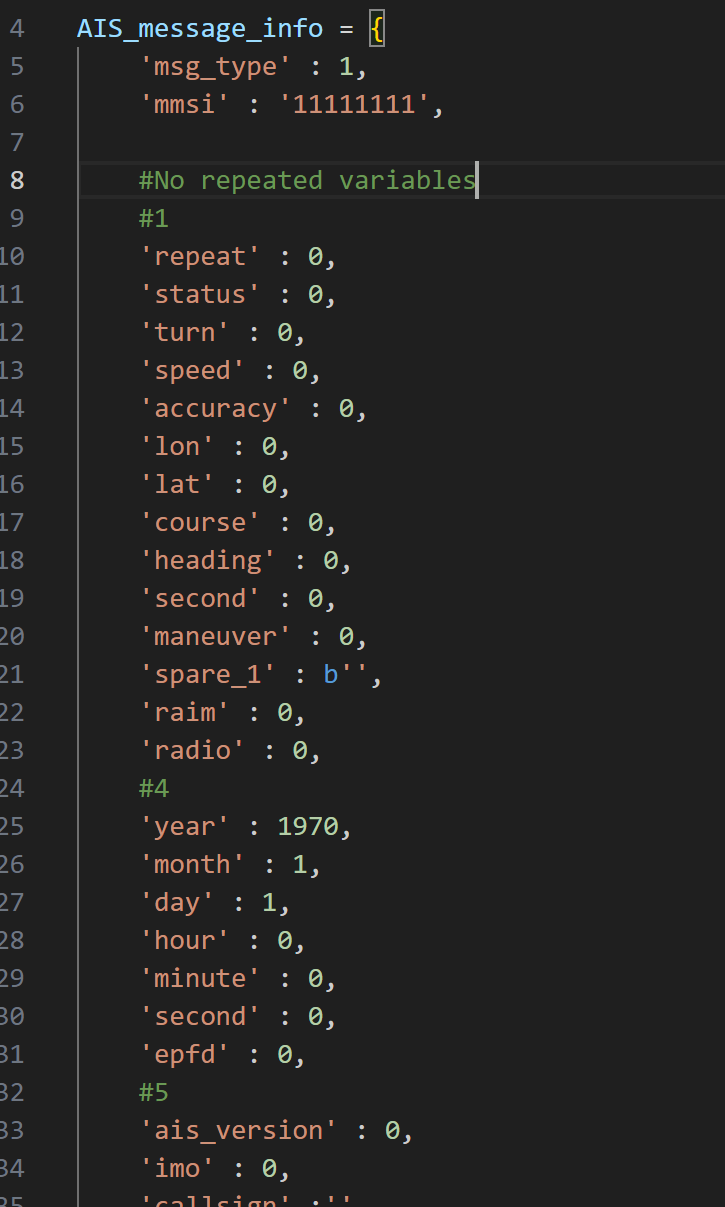 4 AIS_message_info = {
5 'msg_type' : 1,
6 'mmsi' : '11111111',
7
8 #No repeated variables
9 #1
10 'repeat' : 0,
11 'status' : 0,
12 'turn' : 0,
13 'speed' : 0,
14 'accuracy' : 0,
15 'lon' : 0,
16 'lat' : 0,
17 'course' : 0,
18 'heading' : 0,
19 'second' : 0,
20 'maneuver' : 0,
21 'spare_1' : b'',
22 'raim' : 0,
23 'radio' : 0,
24 #4
25 'year' : 1970,
26 'month' : 1,
27 'day' : 1,
28 'hour' : 0,
29 'minute' : 0,
30 'second' : 0,
31 'epfd' : 0,
32 #5
33 'ais_version' : 0,
34 'imo' : 0,
35 'callsign' :''